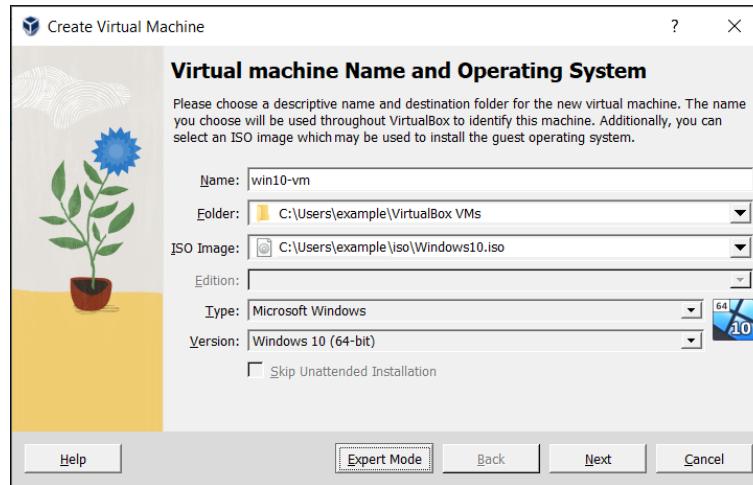 Create Virtual Machine
?
Virtual machine Name and Operating System
Please choose a descriptive name and destination folder for the new virtual machine. The name
you choose will be used throughout VirtualBox to identify this machine. Additionally, you can
select an ISO image which may be used to install the guest operating system.
Name: win10-vm
Folder: C:\Users\example\VirtualBox VMs
ISO Image: C:\Users\example\iso\Windows10.iso
Edition:
Type: Microsoft Windows
64
10
Version: Windows 10 (64-bit)
Skip Unattended Installation
Help Expert Mode Back Next Cancel